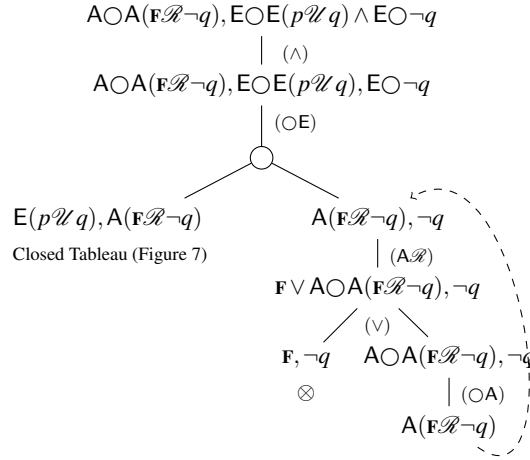 A○A(𝐅ℛ¬q), E○E(p𝒰q) ∧ E○¬q
(∧)
A○A(𝐅ℛ¬q), E○E(p𝒰q), E○¬q
(○E)
E(p𝒰q), A(𝐅ℛ¬q) A(𝐅ℛ¬q), ¬q
Closed Tableau (Figure 7)
(Aℛ)
𝐅 ∨ A○A(𝐅ℛ¬q), ¬q
(∨)
𝐅, ¬q A○A(𝐅ℛ¬q), ¬q
⊗ (○A)
A(𝐅ℛ¬q)